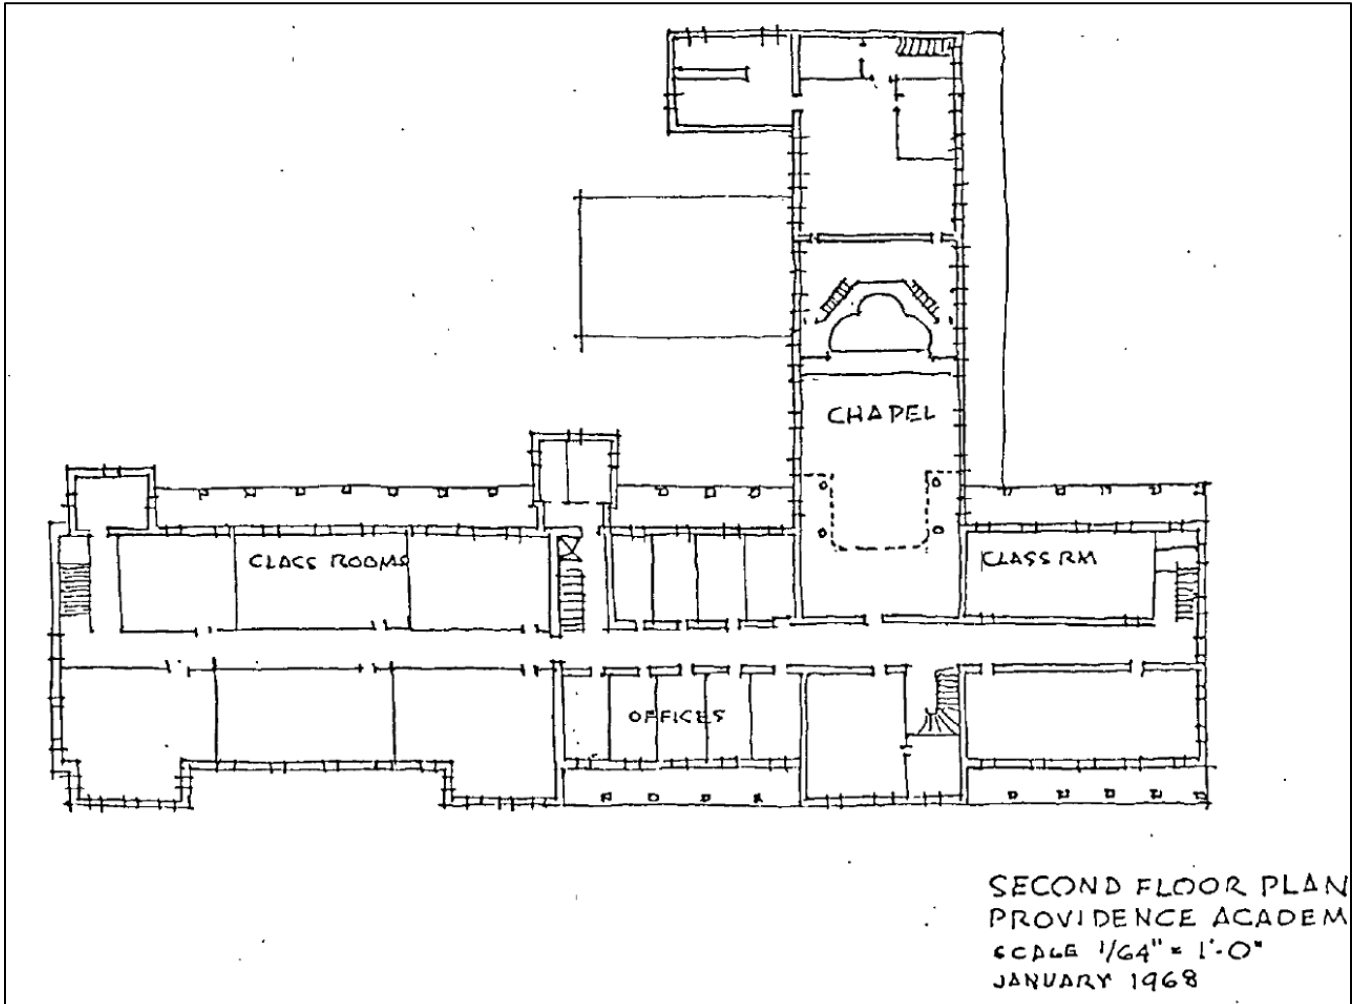 CHAPEL
CLASS ROOMS
CLASS RM
OFFICES
SECOND FLOOR PLAN
PROVIDENCE ACADEM
SCALE 1/64" = 1'-0"
JANUARY 1968